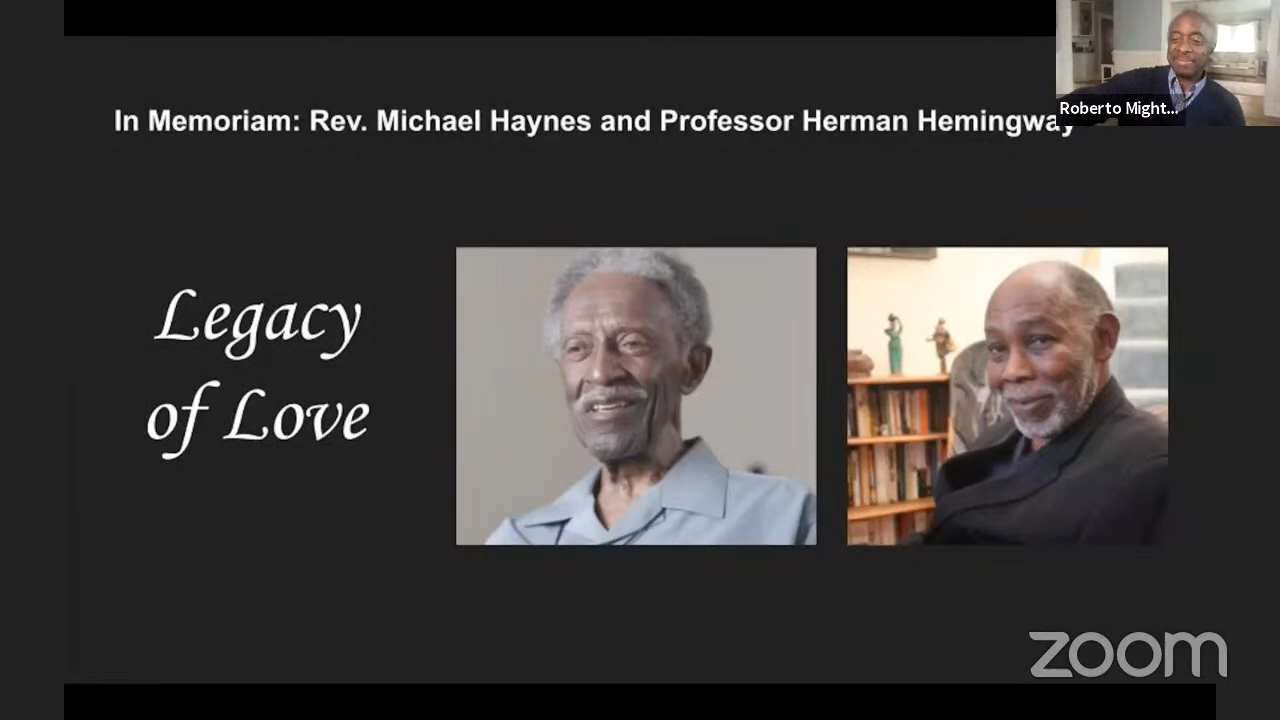 In Memoriam: Rev. Michael Haynes and Professor Herman Hemingway
Roberto Might...
Legacy
of Love
zoom